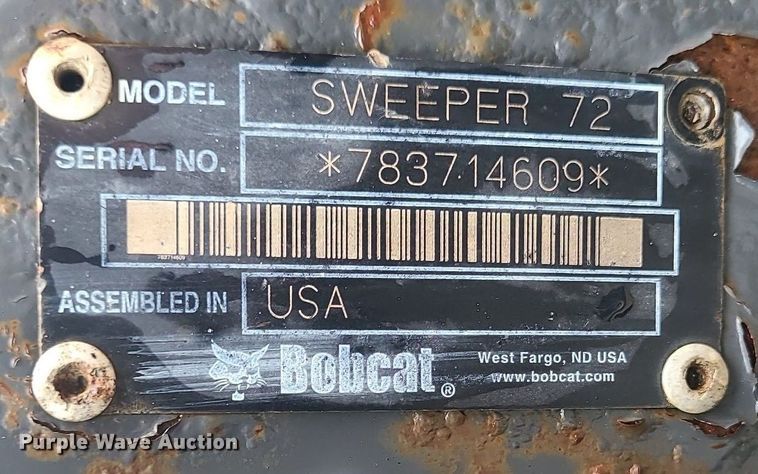 MODEL SWEEPER 72
SERIAL NO. *783714609*
783714609
ASSEMBLED IN USA
Bobcat®
West Fargo, ND USA
www.bobcat.com
Purple Wave Auction